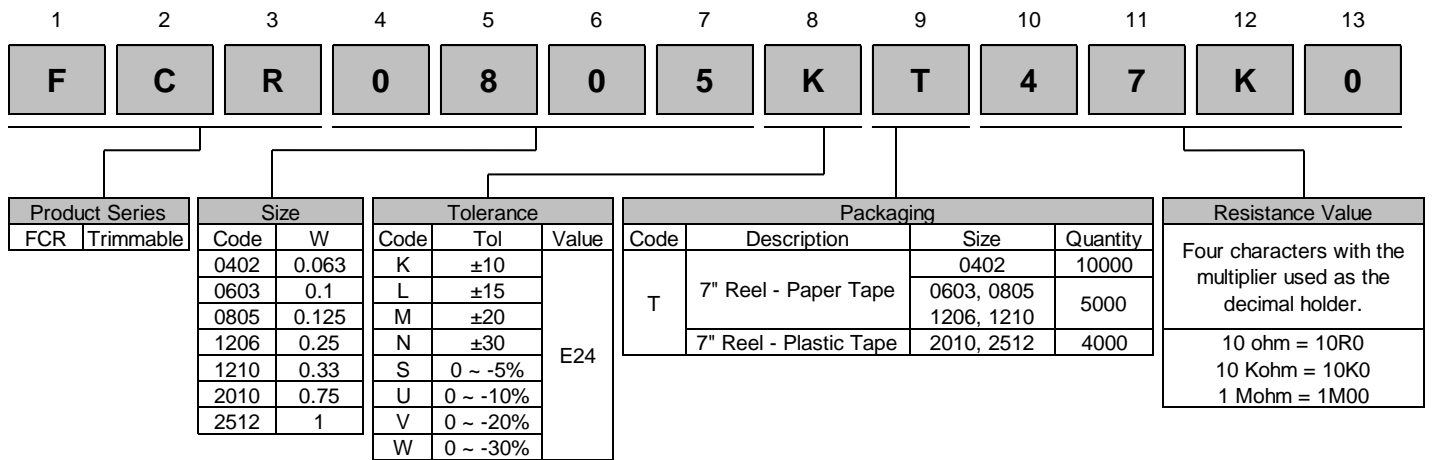 1 2 3 4 5 6 7 8 9 10 11 12 13
F C R 0 8 0 5 K T 4 7 K 0
Product Series
FCR Trimmable
Size
Code W
0402 0.063
0603 0.1
0805 0.125
1206 0.25
1210 0.33
2010 0.75
2512 1
Tolerance
Code Tol Value
K ±10
L ±15
M ±20
N ±30
S 0 ~ -5%
U 0 ~ -10%
V 0 ~ -20%
W 0 ~ -30%
E24
Packaging
Code Description Size Quantity
T
7" Reel - Paper Tape
0402 10000
0603, 0805
1206, 1210
5000
7" Reel - Plastic Tape 2010, 2512 4000
Resistance Value
Four characters with the
multiplier used as the
decimal holder.
10 ohm = 10R0
10 Kohm = 10K0
1 Mohm = 1M00